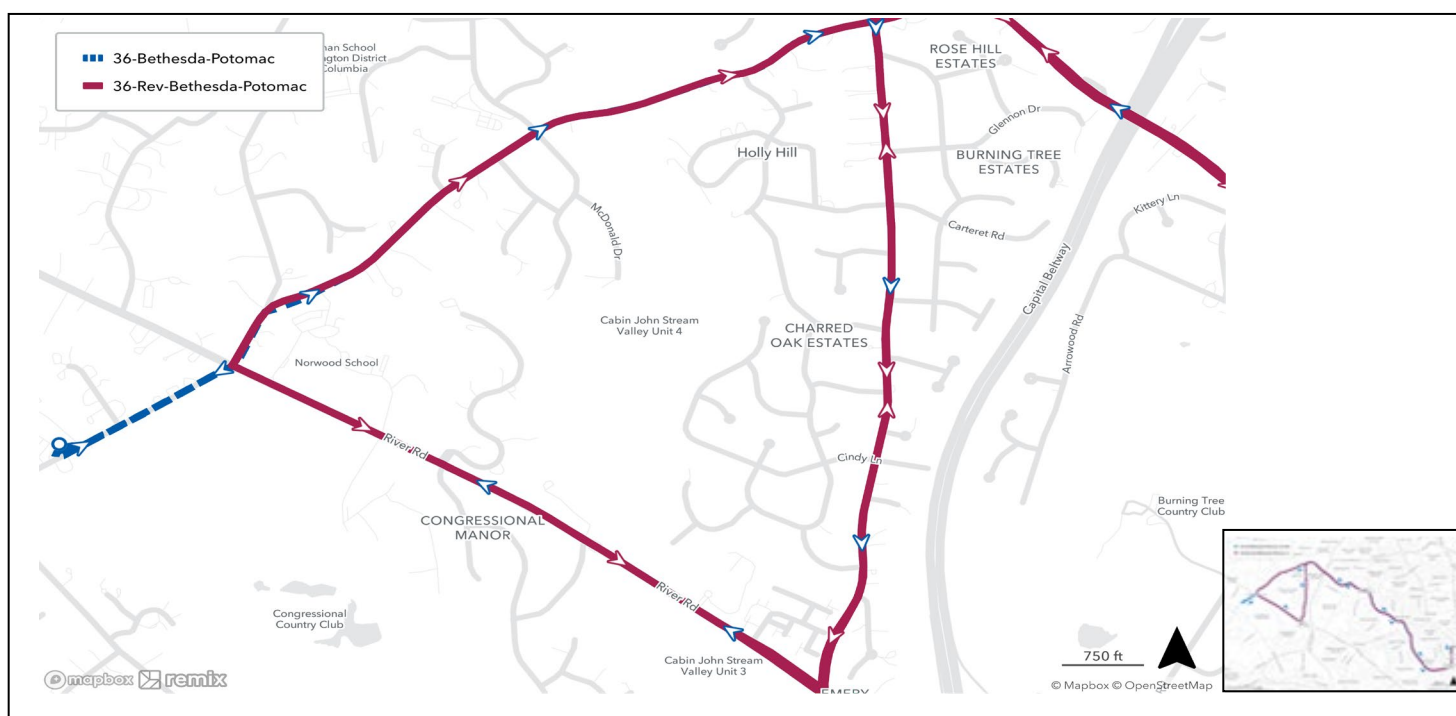 36-Bethesda-Potomac
36-Rev-Bethesda-Potomac
School
District
Columbia
ROSE HILL
ESTATES
Glennon Dr
Holly Hill
BURNING TREE
ESTATES
Kittery Ln
McDonald Dr
Carteret Rd
Capital Beltway
Cabin John Stream
Valley Unit 4
CHARRED
OAK ESTATES
Arrowood Rd
Norwood School
River Rd
Cindy Ln
CONGRESSIONAL
MANOR
Burning Tree
Country Club
River Rd
Congressional
Country Club
Cabin John Stream
Valley Unit 3
750 ft
mapbox remix
© Mapbox © OpenStreetMap